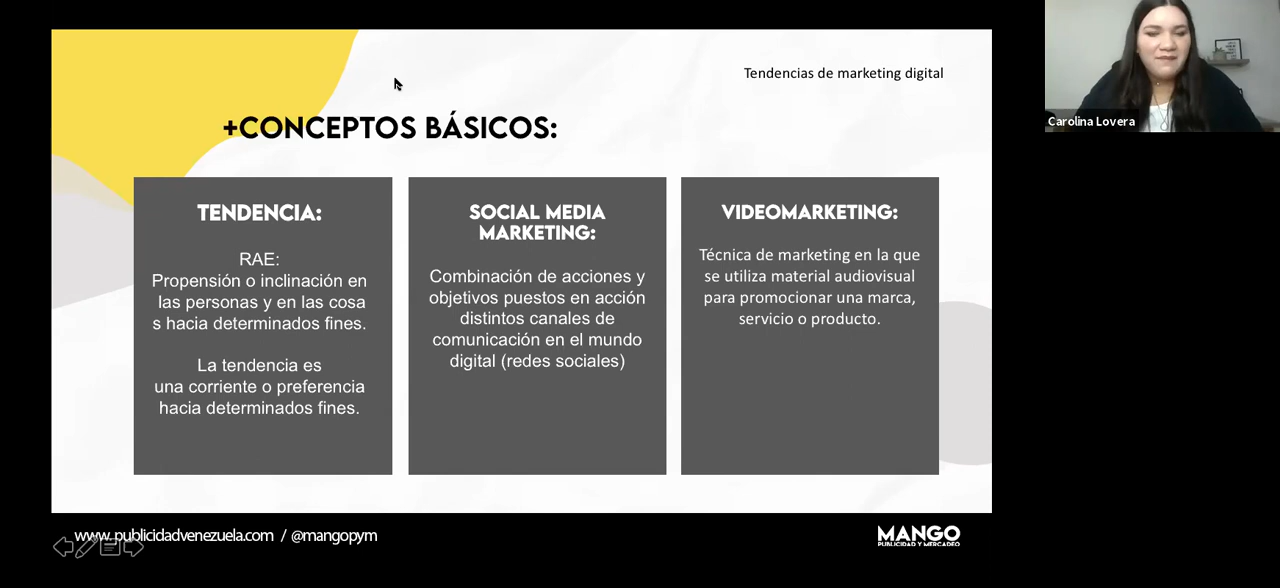 Tendencias de marketing digital
+CONCEPTOS BÁSICOS:
TENDENCIA:
RAE:
Propensión o inclinación en
las personas y en las cosa
s hacia determinados fines.
La tendencia es
una corriente o preferencia
hacia determinados fines.
SOCIAL MEDIA
MARKETING:
Combinación de acciones y
objetivos puestos en acción
distintos canales de
comunicación en el mundo
digital (redes sociales)
VIDEOMARKETING:
Técnica de marketing en la que
se utiliza material audiovisual
para promocionar una marca,
servicio o producto.
Carolina Lovera
www.publicidadvenezuela.com / @mangopym
MANGO
PUBLICIDAD Y MERCADEO